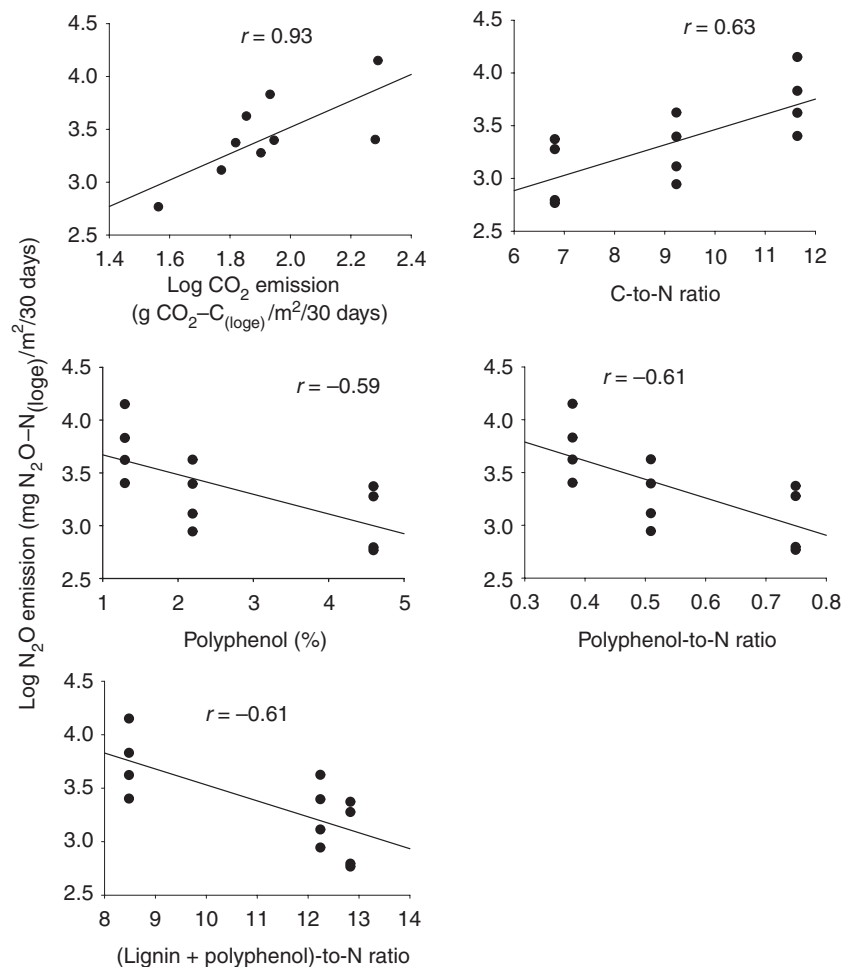 r = 0.93
4.5
4.0
3.5
3.0
2.5
1.4 1.6 1.8 2.0 2.2 2.4
Log CO₂ emission
(g CO₂–C(loge)/m²/30 days)
r = 0.63
4.5
4.0
3.5
3.0
2.5
6 7 8 9 10 11 12
C-to-N ratio
Log N₂O emission (mg N₂O–N(loge)/m²/30 days)
r = –0.59
4.5
4.0
3.5
3.0
2.5
1 2 3 4 5
Polyphenol (%)
r = –0.61
4.5
4.0
3.5
3.0
2.5
0.3 0.4 0.5 0.6 0.7 0.8
Polyphenol-to-N ratio
r = –0.61
4.5
4.0
3.5
3.0
2.5
8 9 10 11 12 13 14
(Lignin + polyphenol)-to-N ratio